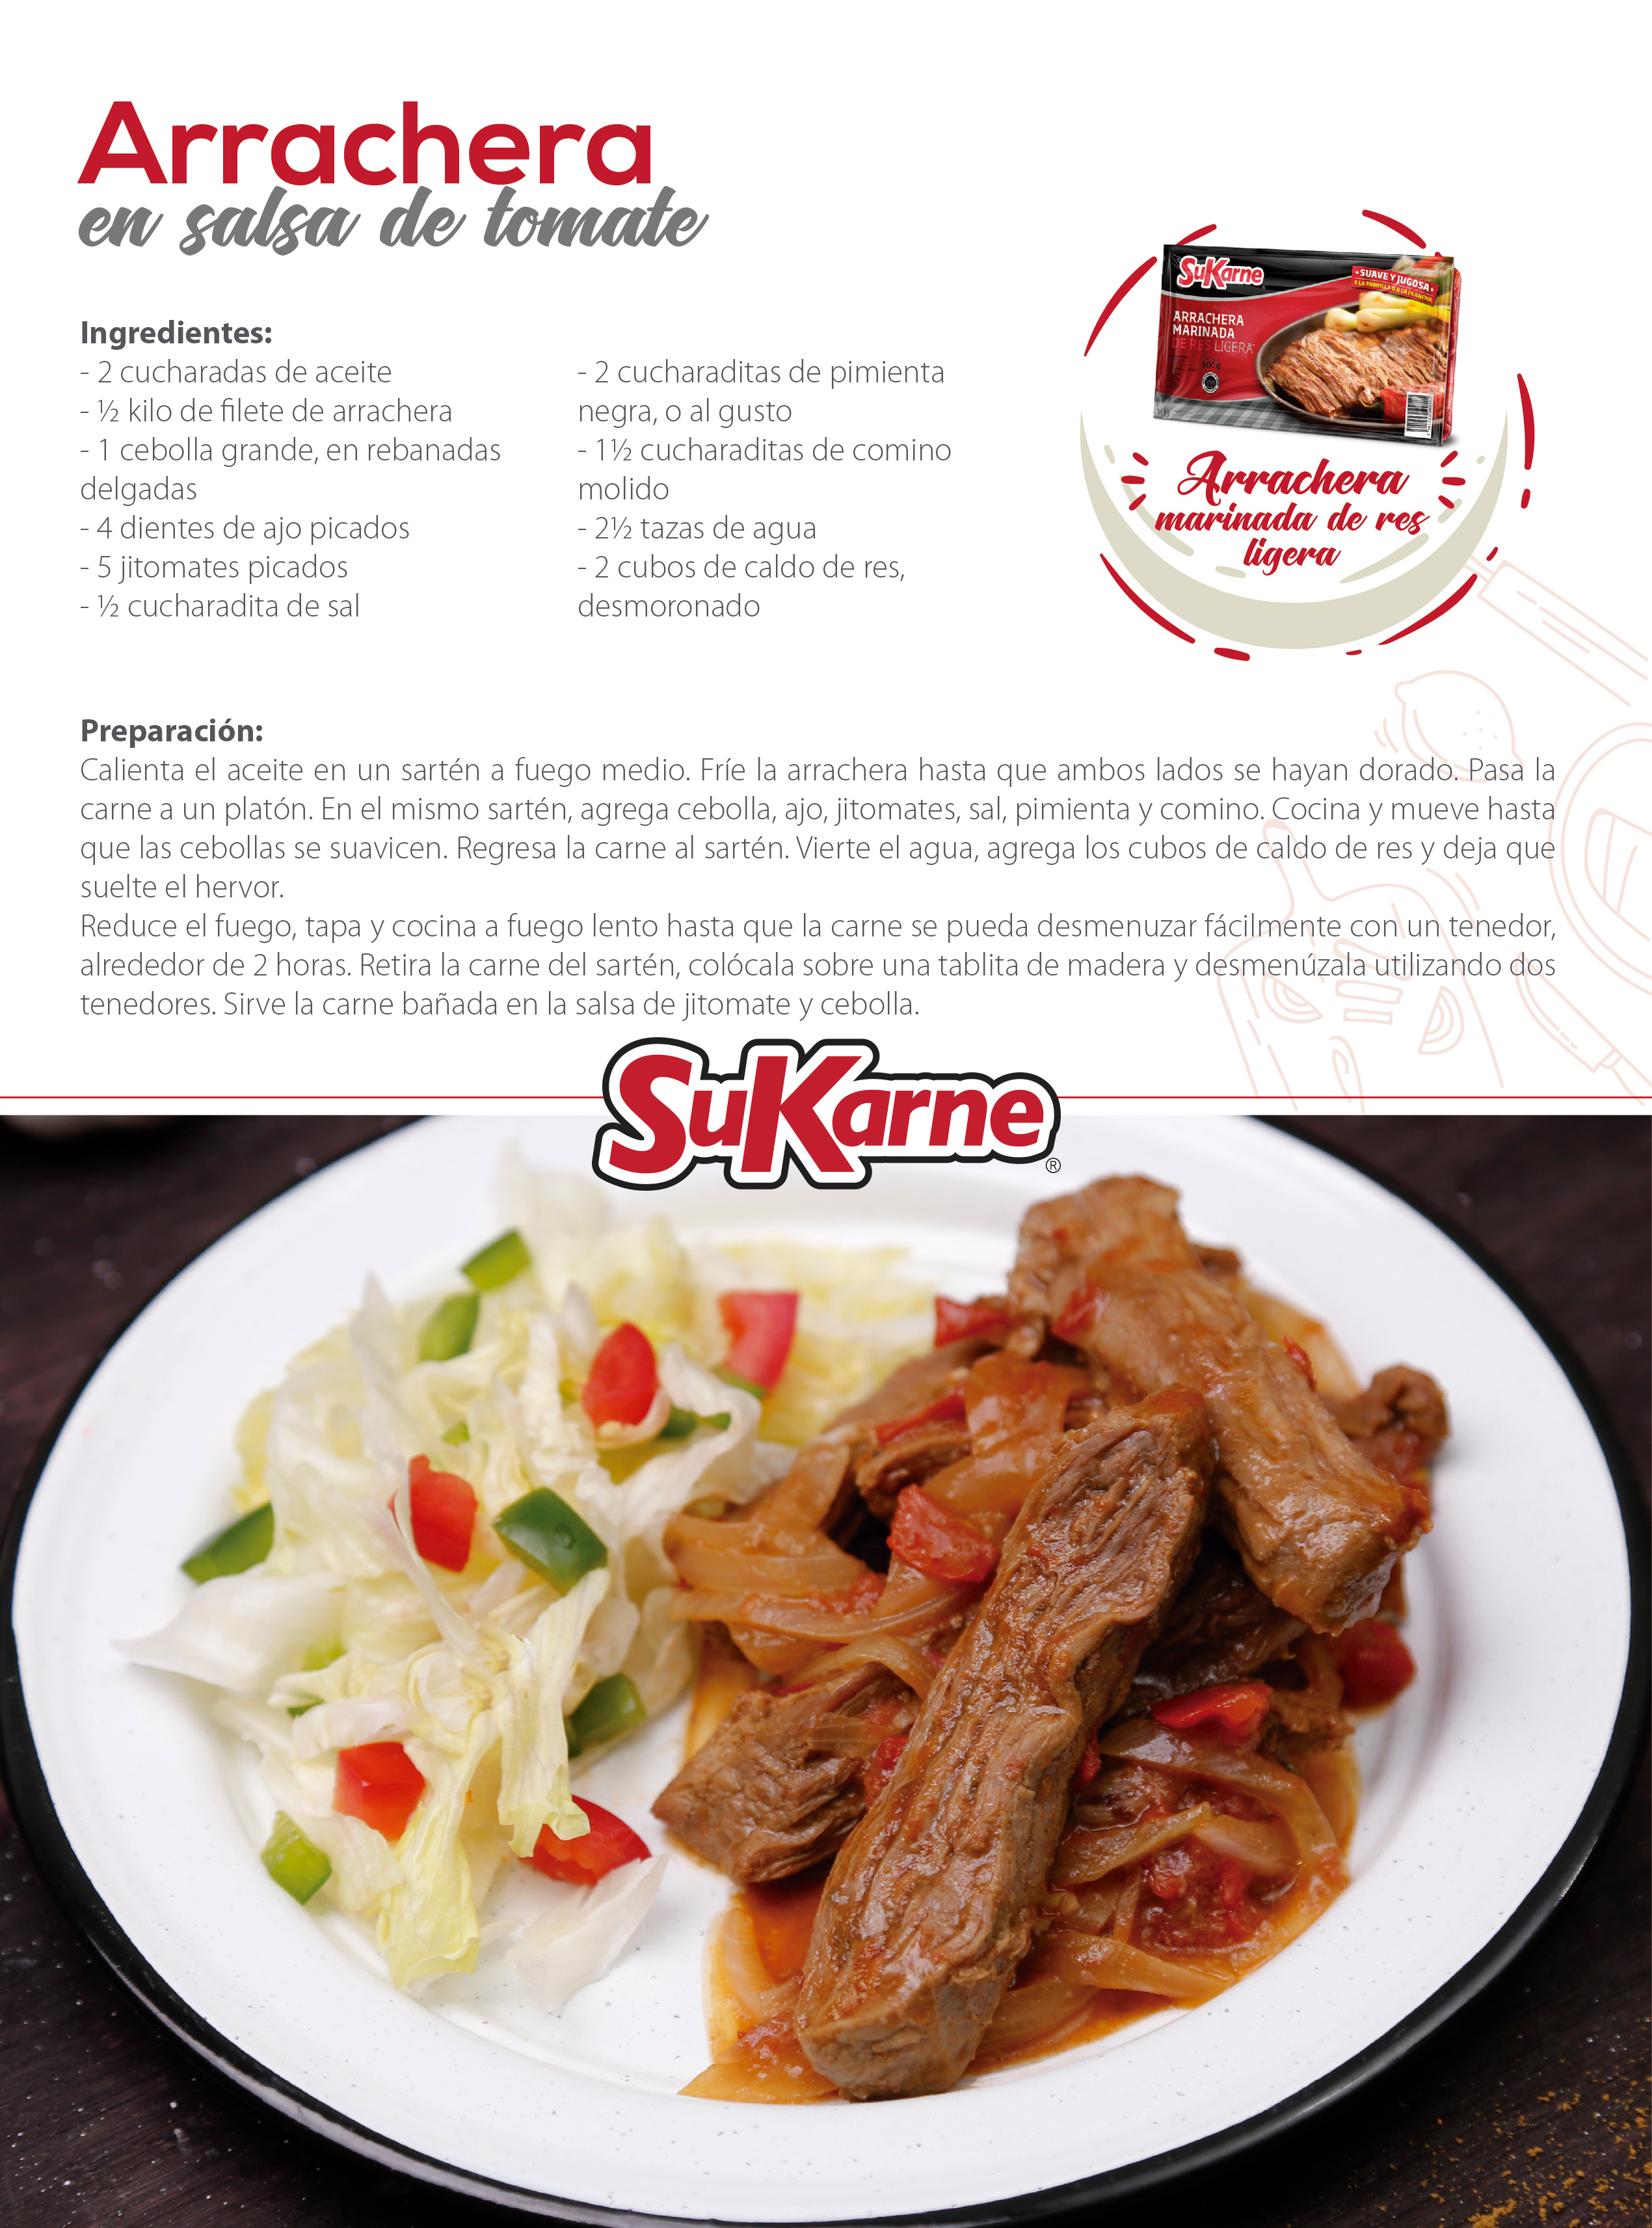 Arrachera
en salsa de tomate
Ingredientes:
- 2 cucharadas de aceite
- ½ kilo de filete de arrachera
- 1 cebolla grande, en rebanadas
delgadas
- 4 dientes de ajo picados
- 5 jitomates picados
- ½ cucharadita de sal
- 2 cucharaditas de pimienta
negra, o al gusto
- 1½ cucharaditas de comino
molido
- 2½ tazas de agua
- 2 cubos de caldo de res,
desmoronado
SuKarne
•SUAVE Y JUGOSA•
A LA PARRILLA O A LA PLANCHA
ARRACHERA
MARINADA
DE RES LIGERA
500g
Arrachera
marinada de res
ligera
Preparación:
Calienta el aceite en un sartén a fuego medio. Fríe la arrachera hasta que ambos lados se hayan dorado. Pasa la
carne a un platón. En el mismo sartén, agrega cebolla, ajo, jitomates, sal, pimienta y comino. Cocina y mueve hasta
que las cebollas se suavicen. Regresa la carne al sartén. Vierte el agua, agrega los cubos de caldo de res y deja que
suelte el hervor.
Reduce el fuego, tapa y cocina a fuego lento hasta que la carne se pueda desmenuzar fácilmente con un tenedor,
alrededor de 2 horas. Retira la carne del sartén, colócala sobre una tablita de madera y desmenúzala utilizando dos
tenedores. Sirve la carne bañada en la salsa de jitomate y cebolla.
SuKarne®